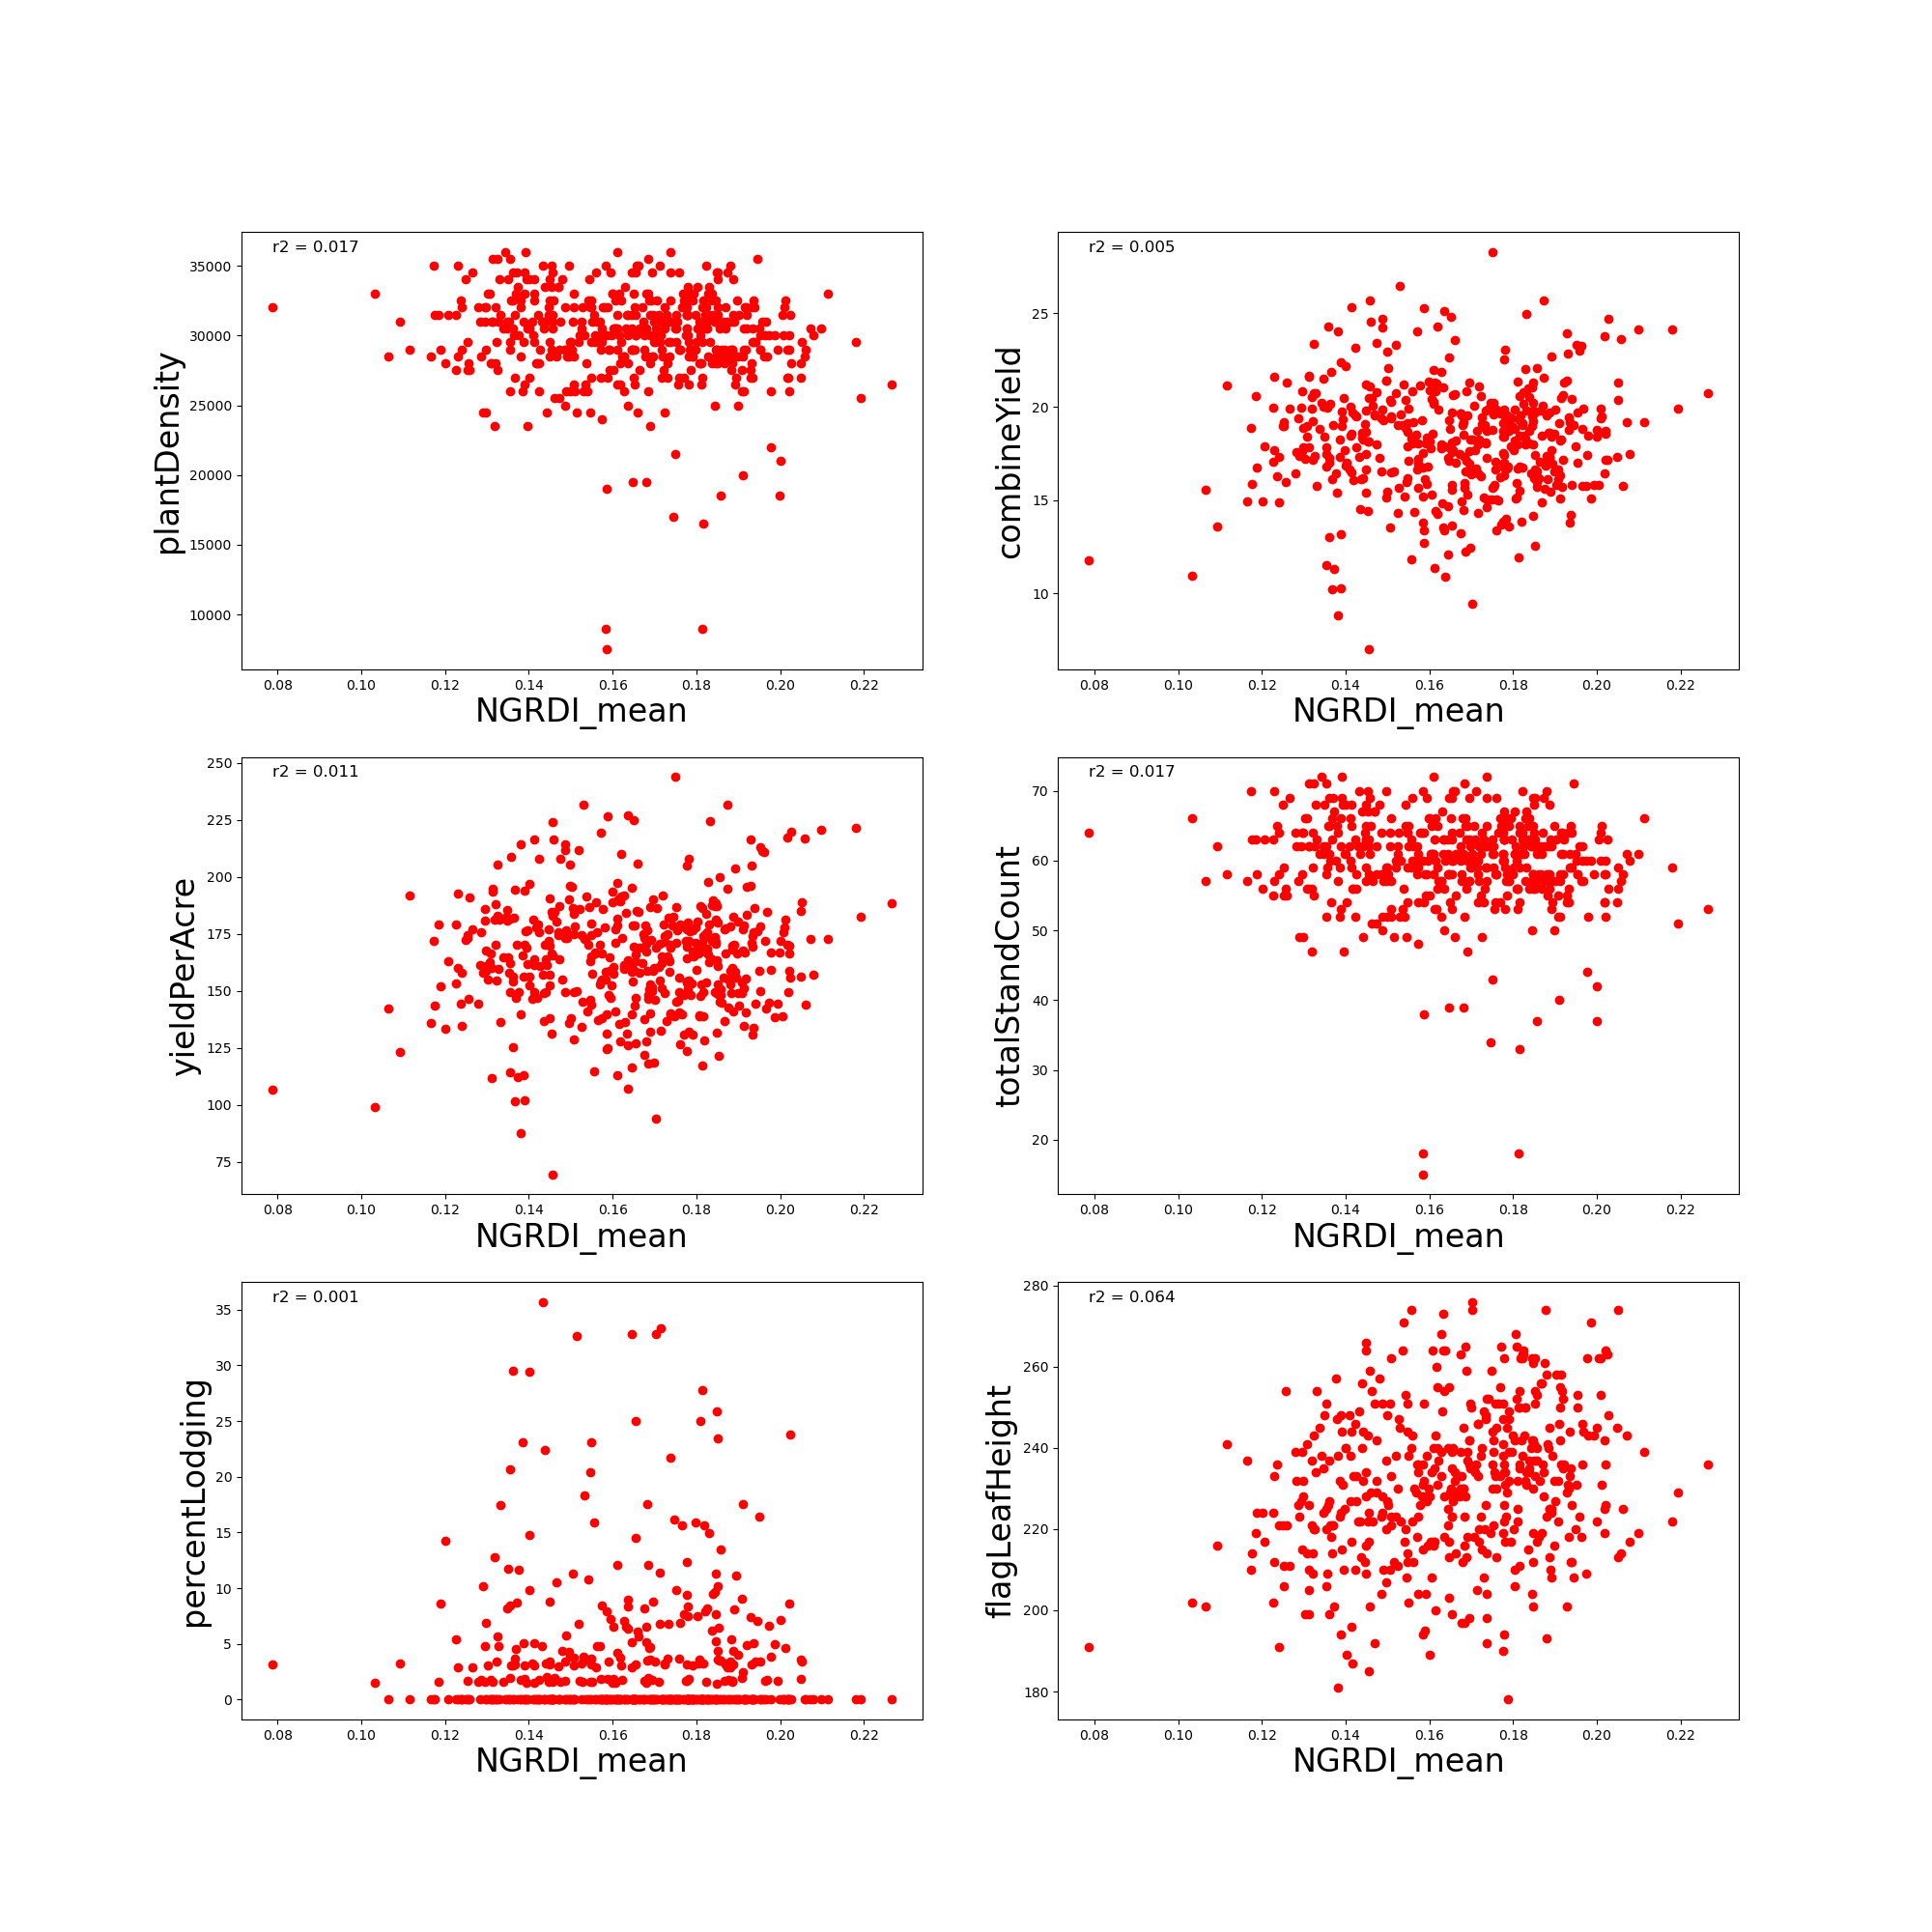 r2 = 0.017
plantDensity
35000
30000
25000
20000
15000
10000
0.08 0.10 0.12 0.14 0.16 0.18 0.20 0.22
NGRDI_mean
r2 = 0.005
combineYield
25
20
15
10
0.08 0.10 0.12 0.14 0.16 0.18 0.20 0.22
NGRDI_mean
r2 = 0.011
yieldPerAcre
250
225
200
175
150
125
100
75
0.08 0.10 0.12 0.14 0.16 0.18 0.20 0.22
NGRDI_mean
r2 = 0.017
totalStandCount
70
60
50
40
30
20
0.08 0.10 0.12 0.14 0.16 0.18 0.20 0.22
NGRDI_mean
r2 = 0.001
percentLodging
35
30
25
20
15
10
5
0
0.08 0.10 0.12 0.14 0.16 0.18 0.20 0.22
NGRDI_mean
r2 = 0.064
flagLeafHeight
280
260
240
220
200
180
0.08 0.10 0.12 0.14 0.16 0.18 0.20 0.22
NGRDI_mean